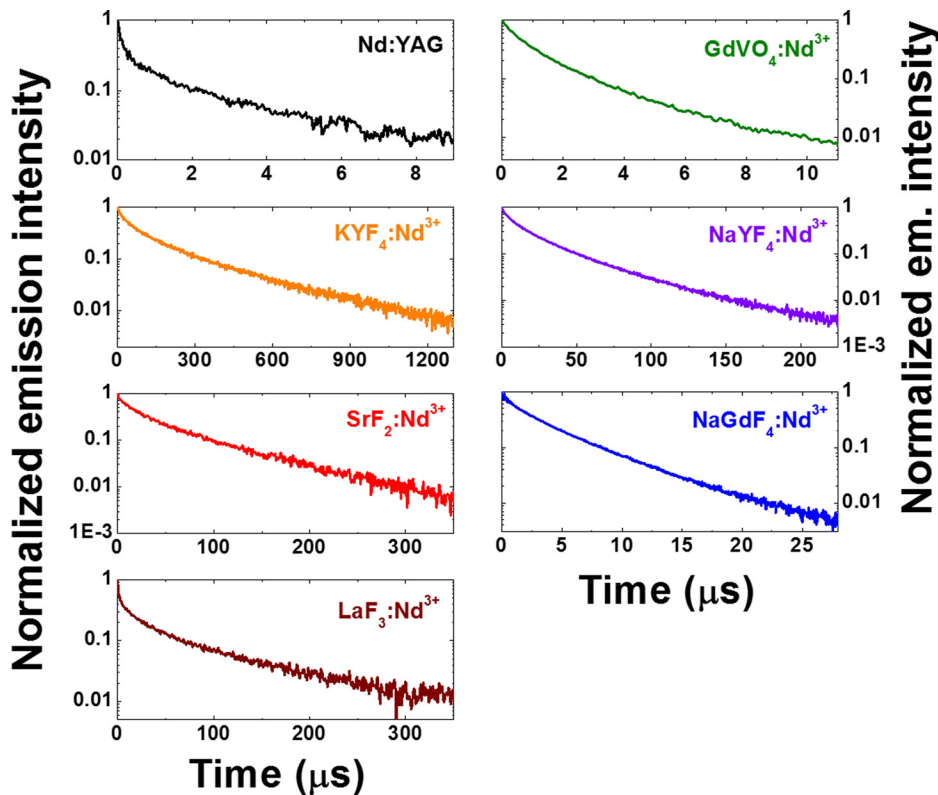 Normalized emission intensity
Normalized em. intensity
Nd:YAG
1
0.1
0.01
0 2 4 6 8
GdVO₄:Nd³⁺
1
0.1
0.01
0 2 4 6 8 10
KYF₄:Nd³⁺
1
0.1
0.01
0 300 600 900 1200
NaYF₄:Nd³⁺
1
0.1
0.01
1E-3
0 50 100 150 200
SrF₂:Nd³⁺
1
0.1
0.01
1E-3
0 100 200 300
NaGdF₄:Nd³⁺
1
0.1
0.01
0 5 10 15 20 25
Time (μs)
LaF₃:Nd³⁺
1
0.1
0.01
0 100 200 300
Time (μs)